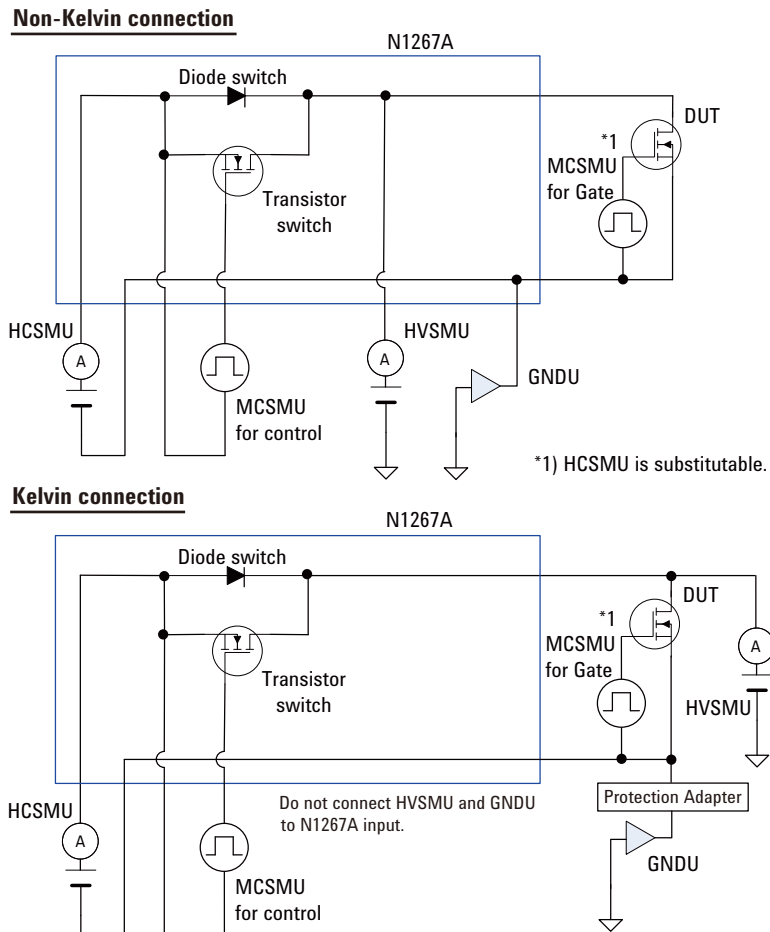 Non-Kelvin connection
N1267A
Diode switch
DUT
*1
MCSMU
for Gate
Transistor
switch
HCSMU
A
HVSMU
A
GNDU
MCSMU
for control
*1) HCSMU is substitutable.
Kelvin connection
N1267A
Diode switch
DUT
*1
MCSMU
for Gate
A
Transistor
switch
HVSMU
Do not connect HVSMU and GNDU
to N1267A input.
Protection Adapter
HCSMU
A
GNDU
MCSMU
for control